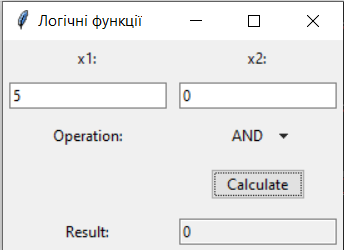 Логічні функції
x1: x2:
5 0
Operation: AND
Calculate
Result: 0